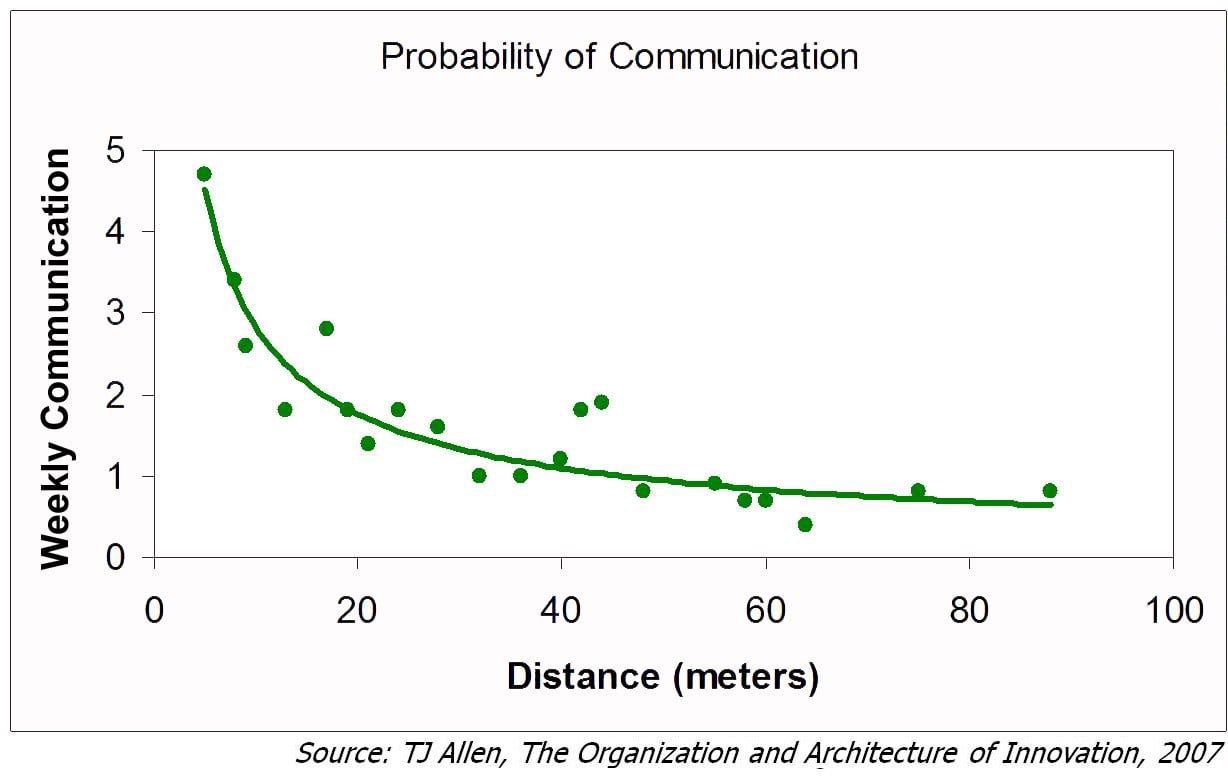 Probability of Communication
Weekly Communication
5
4
3
2
1
0
0 20 40 60 80 100
Distance (meters)
Source: TJ Allen, The Organization and Architecture of Innovation, 2007